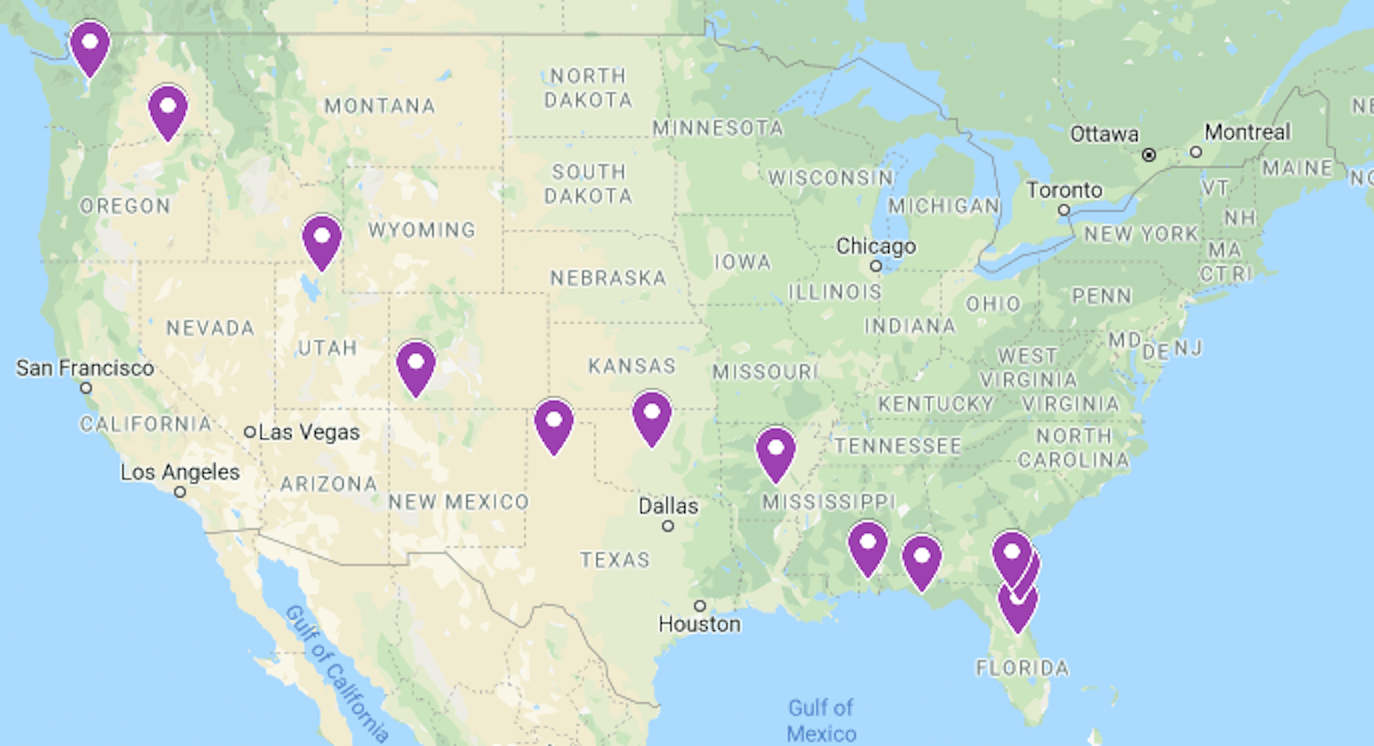 NORTH
DAKOTA
MONTANA
MINNESOTA
Ottawa
Montreal
NE
MAINE
SOUTH
DAKOTA
WISCONSIN
MICHIGAN
Toronto
VT
NO
OREGON
WYOMING
NH
NEW YORK
Chicago
MA
CT RI
IOWA
NEBRASKA
ILLINOIS
OHIO
PENN
NEVADA
UTAH
INDIANA
MD
DE NJ
San Francisco
KANSAS
MISSOURI
WEST
VIRGINIA
KENTUCKY
VIRGINIA
CALIFORNIA
Las Vegas
TENNESSEE
NORTH
CAROLINA
Los Angeles
ARIZONA
NEW MEXICO
Dallas
MISSISSIPPI
TEXAS
Houston
Gulf of California
FLORIDA
Gulf of
Mexico